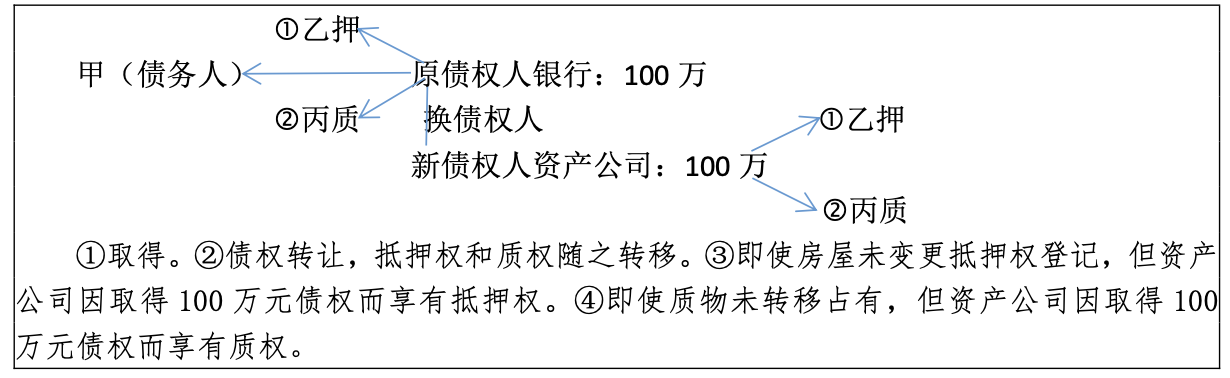 ①乙押
甲（债务人） 原债权人银行：100 万
②丙质 换债权人 ①乙押
新债权人资产公司：100 万
②丙质
①取得。②债权转让，抵押权和质权随之转移。③即使房屋未变更抵押权登记，但资产
公司因取得 100 万元债权而享有抵押权。④即使质物未转移占有，但资产公司因取得 100
万元债权而享有质权。